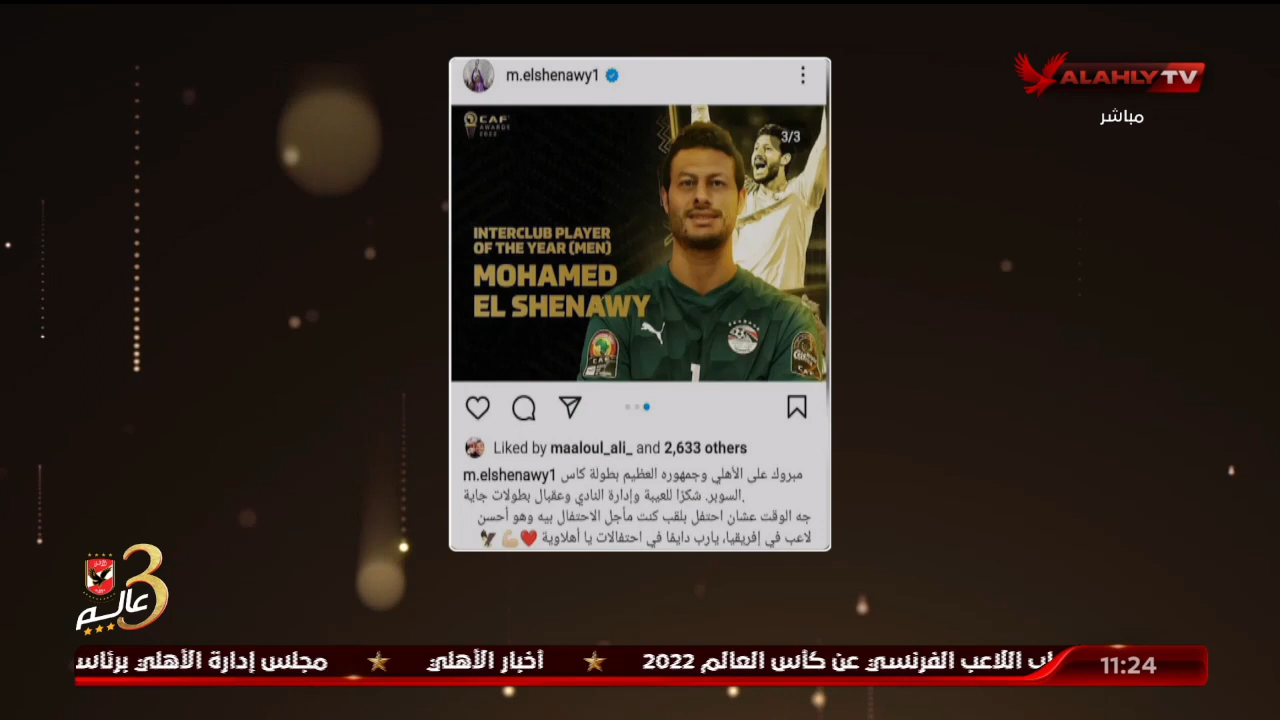 m.elshenawy1
ALAHLY TV
مباشر
CAF
AWARDS
2022
3/3
INTERCLUB PLAYER
OF THE YEAR (MEN)
MOHAMED
EL SHENAWY
Liked by maaloul_ali_ and 2,633 others
m.elshenawy1 مبروك على الأهلي وجمهوره العظيم بطولة كاس
السوبر. شكرًا للعيبة وإدارة النادي وعقبال بطولات جاية.
جه الوقت عشان احتفل بلقب كنت مأجل الاحتفال بيه وهو أحسن
لاعب في إفريقيا، يارب دايمًا في احتفالات يا أهلاوية ❤️💪🏼🦅
3
عالم
اللاعب الفرنسي عن كأس العالم 2022 ★ أخبار الأهلي ★ مجلس إدارة الأهلي
11:24